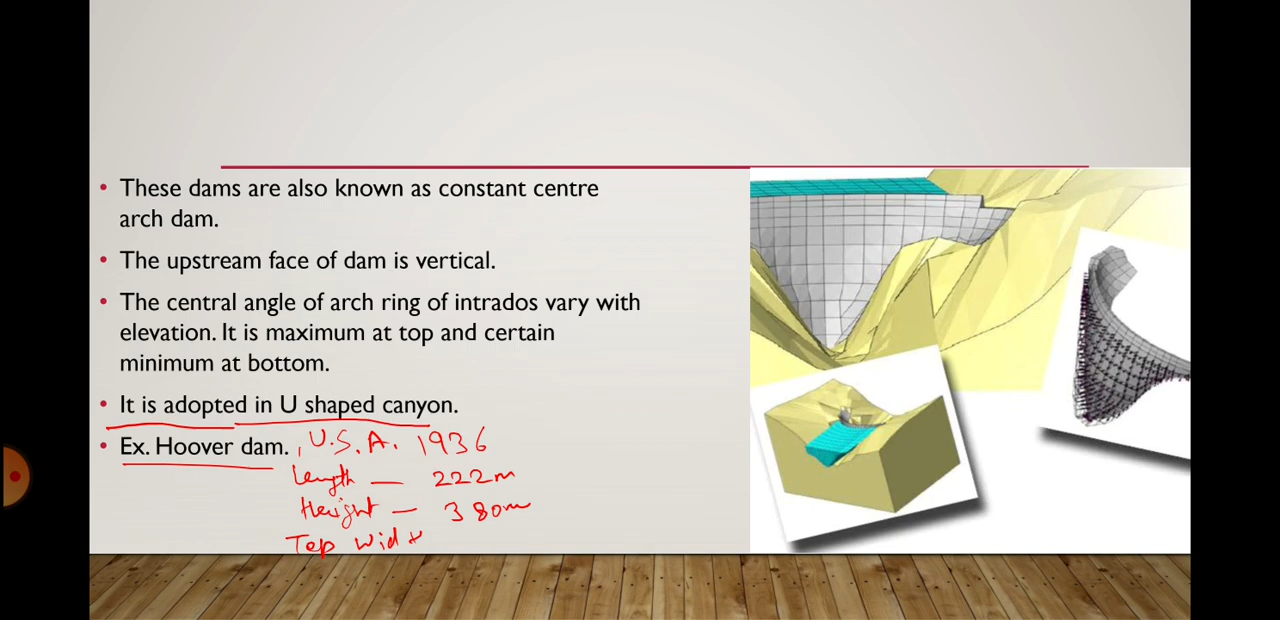 • These dams are also known as constant centre
arch dam.
• The upstream face of dam is vertical.
• The central angle of arch ring of intrados vary with
elevation. It is maximum at top and certain
minimum at bottom.
• It is adopted in U shaped canyon.
• Ex. Hoover dam. , U.S.A. 1936
Length — 222m
Height — 380m
Top